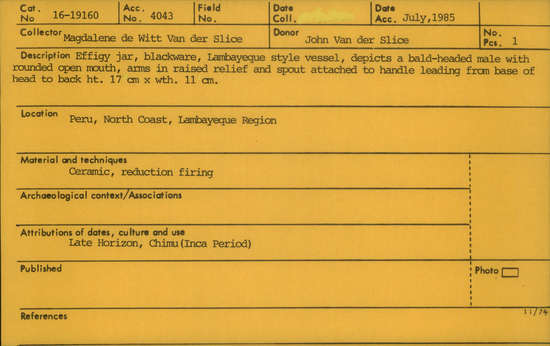 Cat. No 16-19160 Acc. No. 4043 Field No. Date Coll. Date Acc. July,1985
Collector Magdalene de Witt Van der Slice Donor John Van der Slice No. Pcs. 1
Description Effigy jar, blackware, Lambayeque style vessel, depicts a bald-headed male with
rounded open mouth, arms in raised relief and spout attached to handle leading from base of
head to back ht. 17 cm x wth. 11 cm.
Location
Peru, North Coast, Lambayeque Region
Material and techniques
Ceramic, reduction firing
Archaeological context/Associations
Attributions of dates, culture and use
Late Horizon, Chimu(Inca Period)
Published
Photo
References
11/74